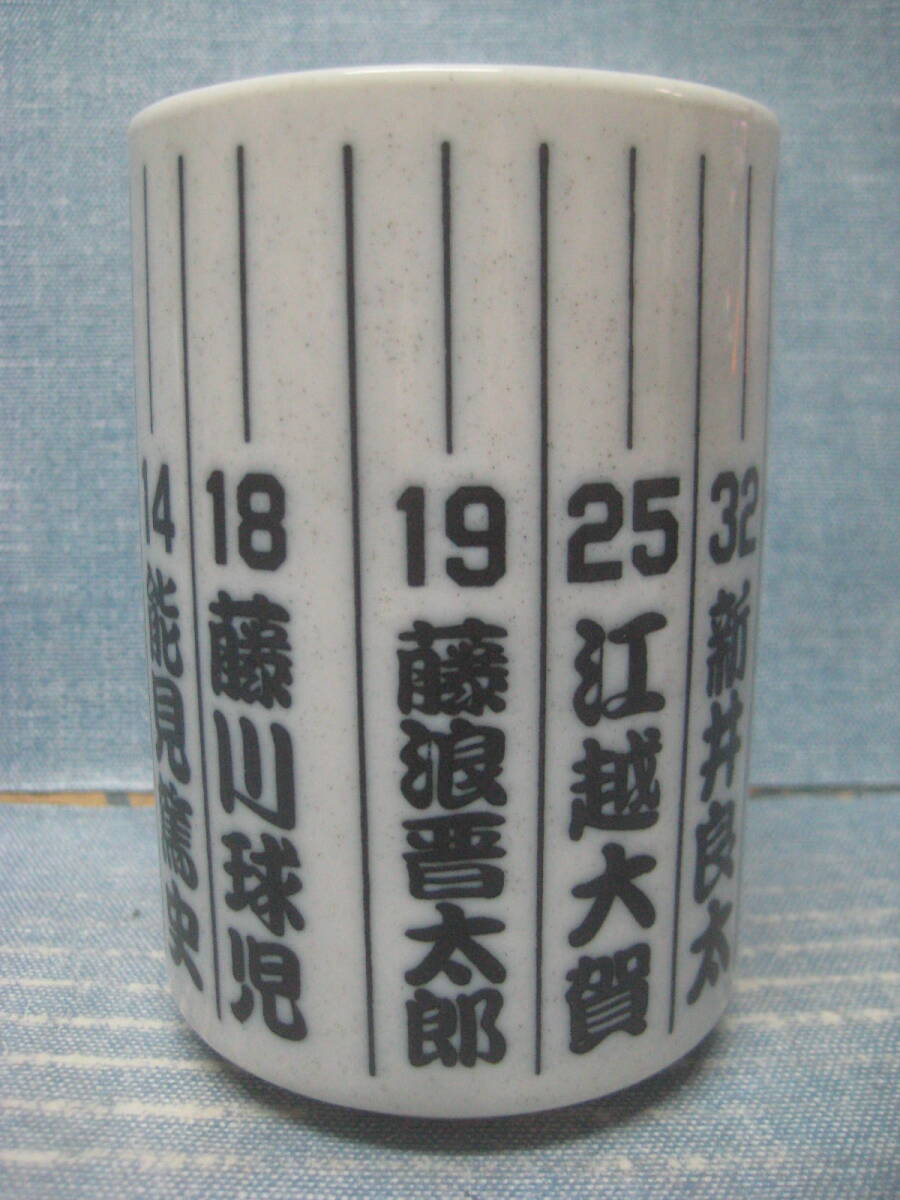 14 能見篤史
18 藤川球児
19 藤浪晋太郎
25 江越大賀
32 新井良太